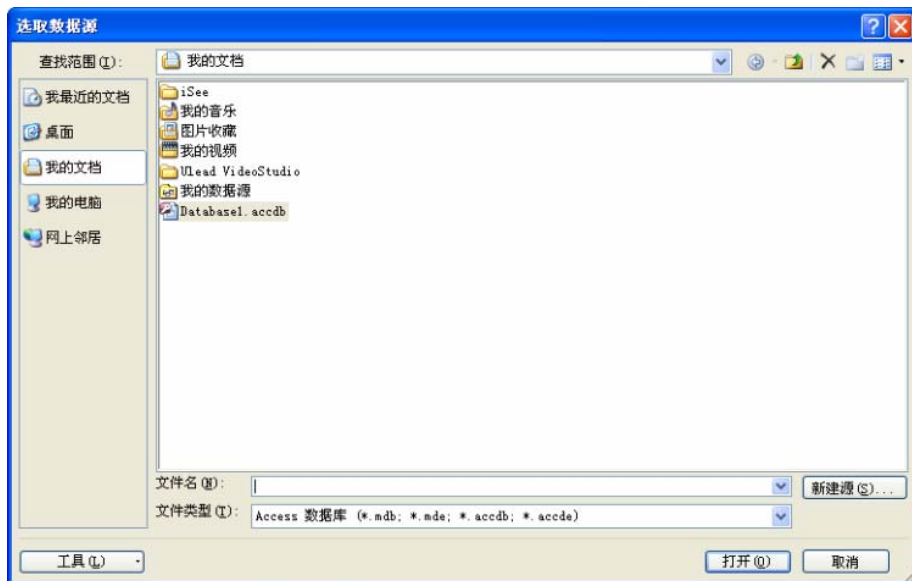 选取数据源
查找范围(I):
我的文档
我最近的文档
桌面
我的文档
我的电脑
网上邻居
iSee
我的音乐
图片收藏
我的视频
Ulead VideoStudio
我的数据源
Database1.accdb
文件名(N):
新建源(S)...
文件类型(T):
Access 数据库 (*.mdb; *.mde; *.accdb; *.accde)
工具(L)
打开(O)
取消